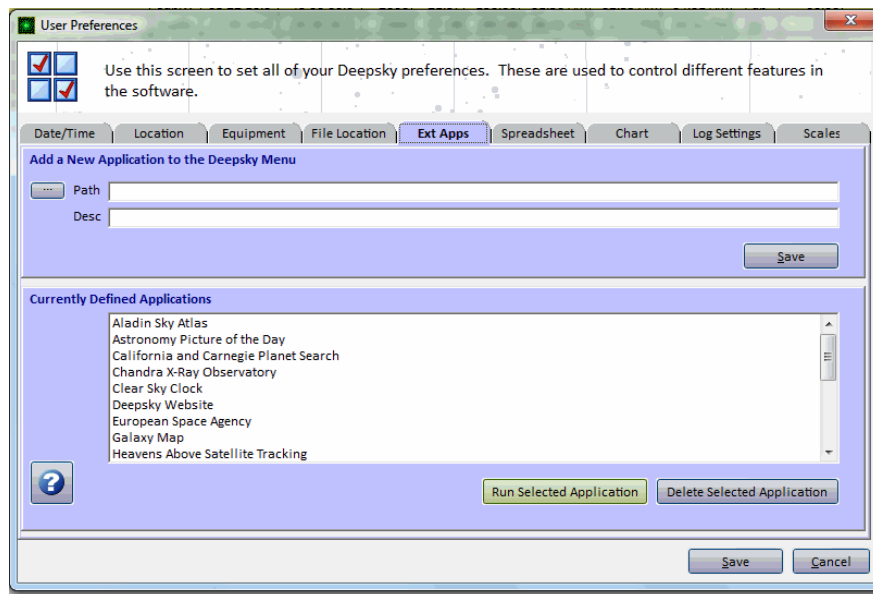 User Preferences
Use this screen to set all of your Deepsky preferences. These are used to control different features in
the software.
Date/Time Location Equipment File Location Ext Apps Spreadsheet Chart Log Settings Scales
Add a New Application to the Deepsky Menu
... Path
Desc
Save
Currently Defined Applications
Aladin Sky Atlas
Astronomy Picture of the Day
California and Carnegie Planet Search
Chandra X-Ray Observatory
Clear Sky Clock
Deepsky Website
European Space Agency
Galaxy Map
Heavens Above Satellite Tracking
?
Run Selected Application Delete Selected Application
Save Cancel